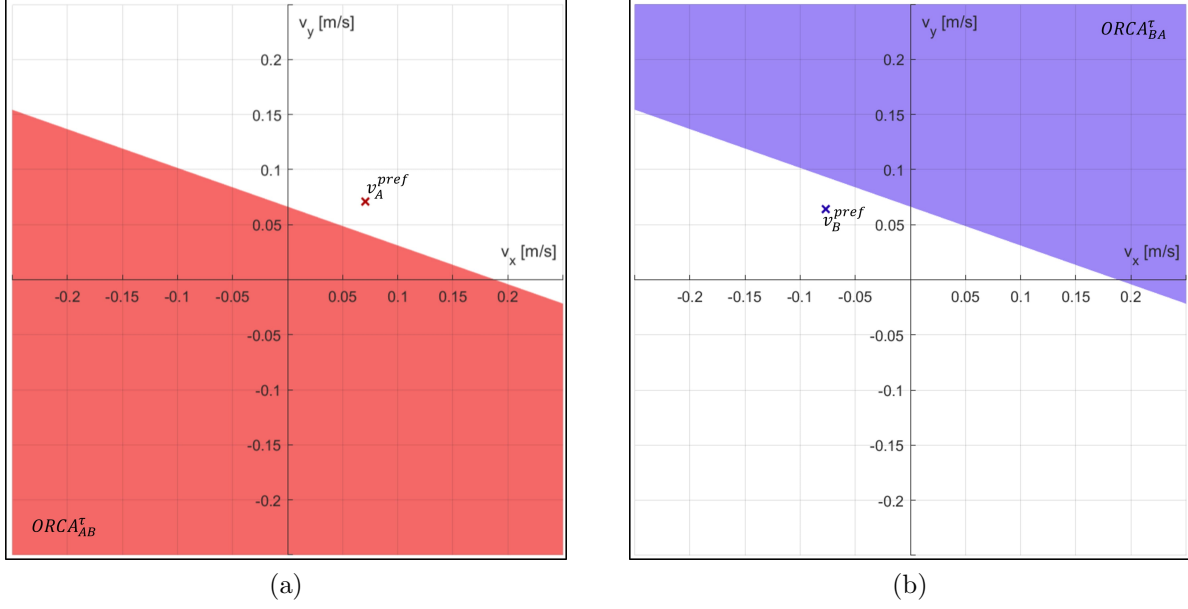 v_y [m/s]
0.2
0.15
0.1
v_A^pref
0.05
v_x [m/s]
-0.2 -0.15 -0.1 -0.05 0.05 0.1 0.15 0.2
-0.05
-0.1
-0.15
-0.2
ORCA_AB^τ
(a)
v_y [m/s]
ORCA_BA^τ
0.2
0.15
0.1
v_B^pref
0.05
v_x [m/s]
-0.2 -0.15 -0.1 -0.05 0.05 0.1 0.15 0.2
-0.05
-0.1
-0.15
-0.2
(b)